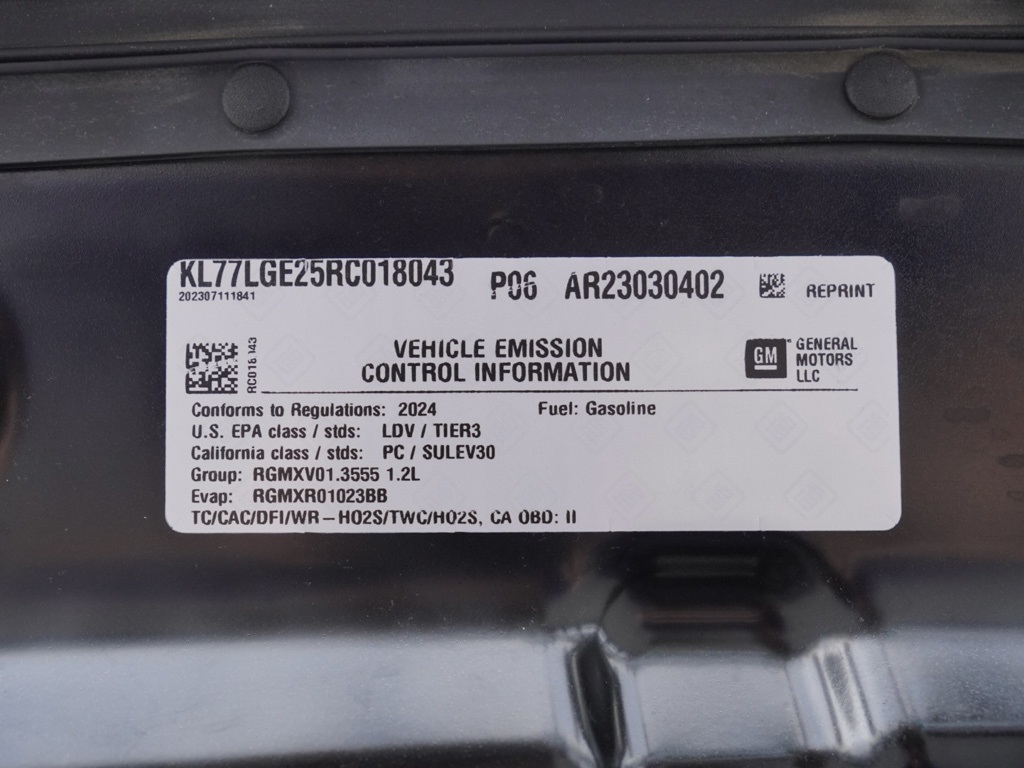 KL77LGE25RC018043 P06 AR23030402 REPRINT
202307111841
RC018043
VEHICLE EMISSION
CONTROL INFORMATION
GM GENERAL
MOTORS
LLC
Conforms to Regulations: 2024 Fuel: Gasoline
U.S. EPA class / stds: LDV / TIER3
California class / stds: PC / SULEV30
Group: RGMXV01.3555 1.2L
Evap: RGMXR01023BB
TC/CAC/DFI/WR – HO2S/TWC/HO2S, CA OBD: II